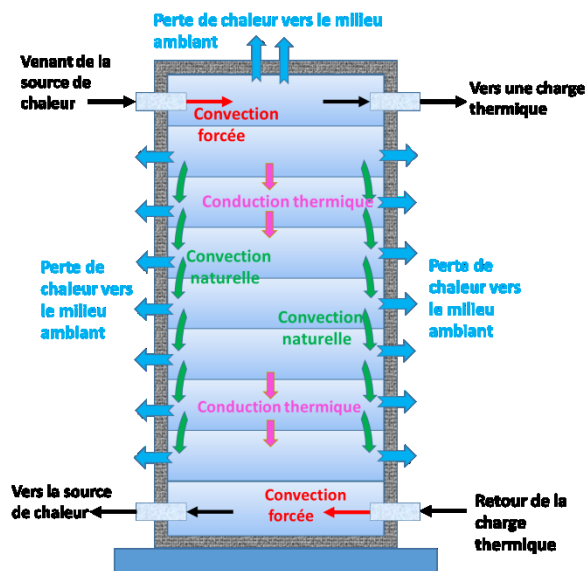 Perte de chaleur vers le milieu
ambiant
Venant de la
source de
chaleur
Vers une charge
thermique
Convection
forcée
Conduction thermique
Convection
naturelle
Perte de
chaleur vers
le milieu
ambiant
Perte de
chaleur vers
le milieu
ambiant
Convection
naturelle
Conduction thermique
Vers la source
de chaleur
Convection
forcée
Retour de la
charge
thermique